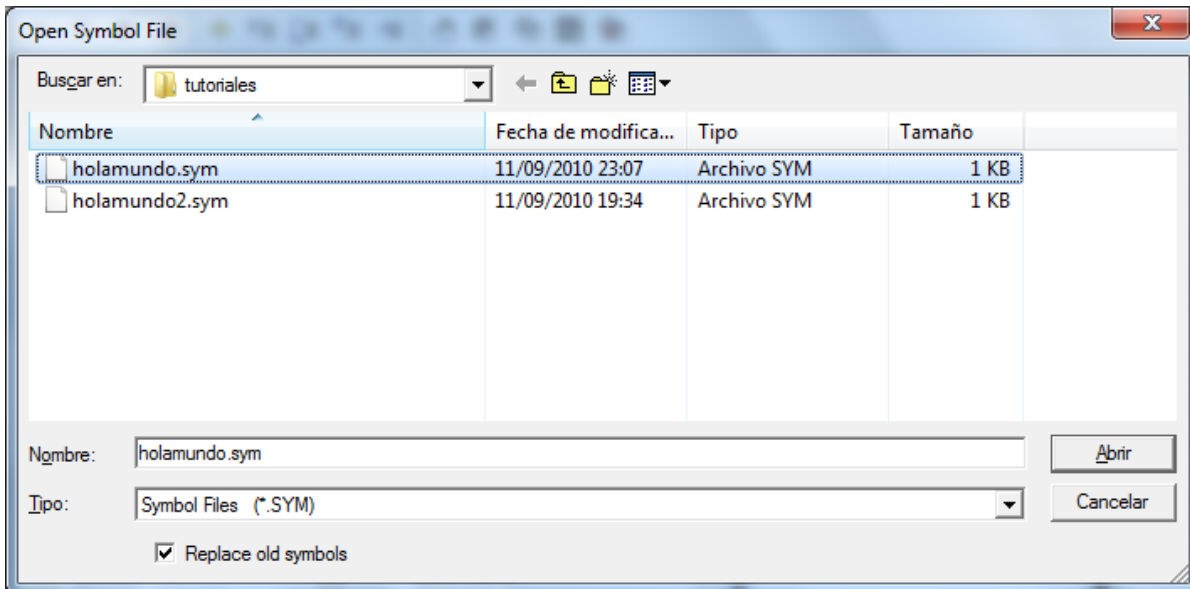 Open Symbol File
Buscar en: tutoriales
Nombre Fecha de modifica... Tipo Tamaño
holamundo.sym 11/09/2010 23:07 Archivo SYM 1 KB
holamundo2.sym 11/09/2010 19:34 Archivo SYM 1 KB
Nombre: holamundo.sym Abrir
Tipo: Symbol Files (*.SYM) Cancelar
Replace old symbols